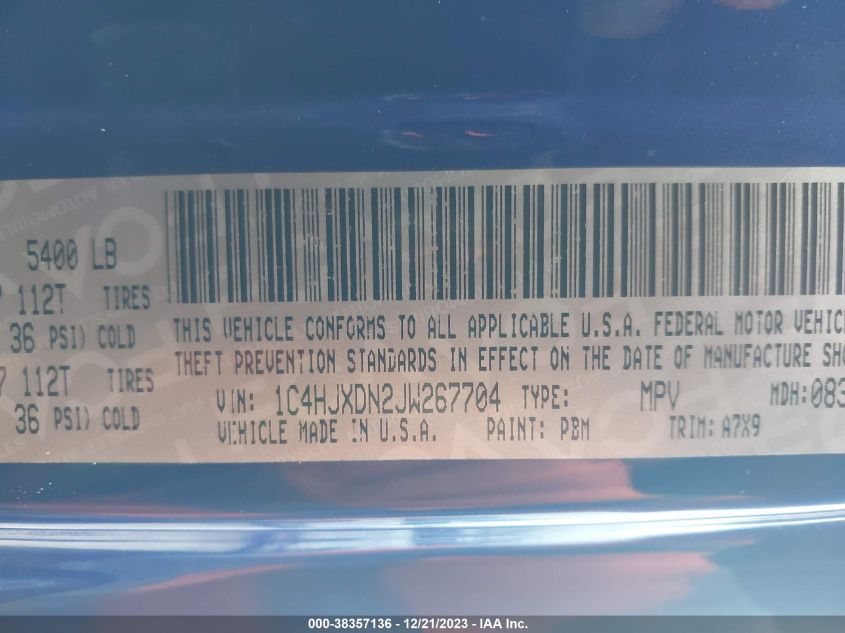 5400 LB
112T TIRES
36 PSI) COLD
THIS VEHICLE CONFORMS TO ALL APPLICABLE U.S.A. FEDERAL MOTOR VEHIC
THEFT PREVENTION STANDARDS IN EFFECT ON THE DATE OF MANUFACTURE SHO
7 112T TIRES
36 PSI) COLD
VIN: 1C4HJXDN2JW267704 TYPE: MPV MDH: 083
VEHICLE MADE IN U.S.A. PAINT: PBM TRIM: A7X9
000-38357136 - 12/21/2023 - IAA Inc.